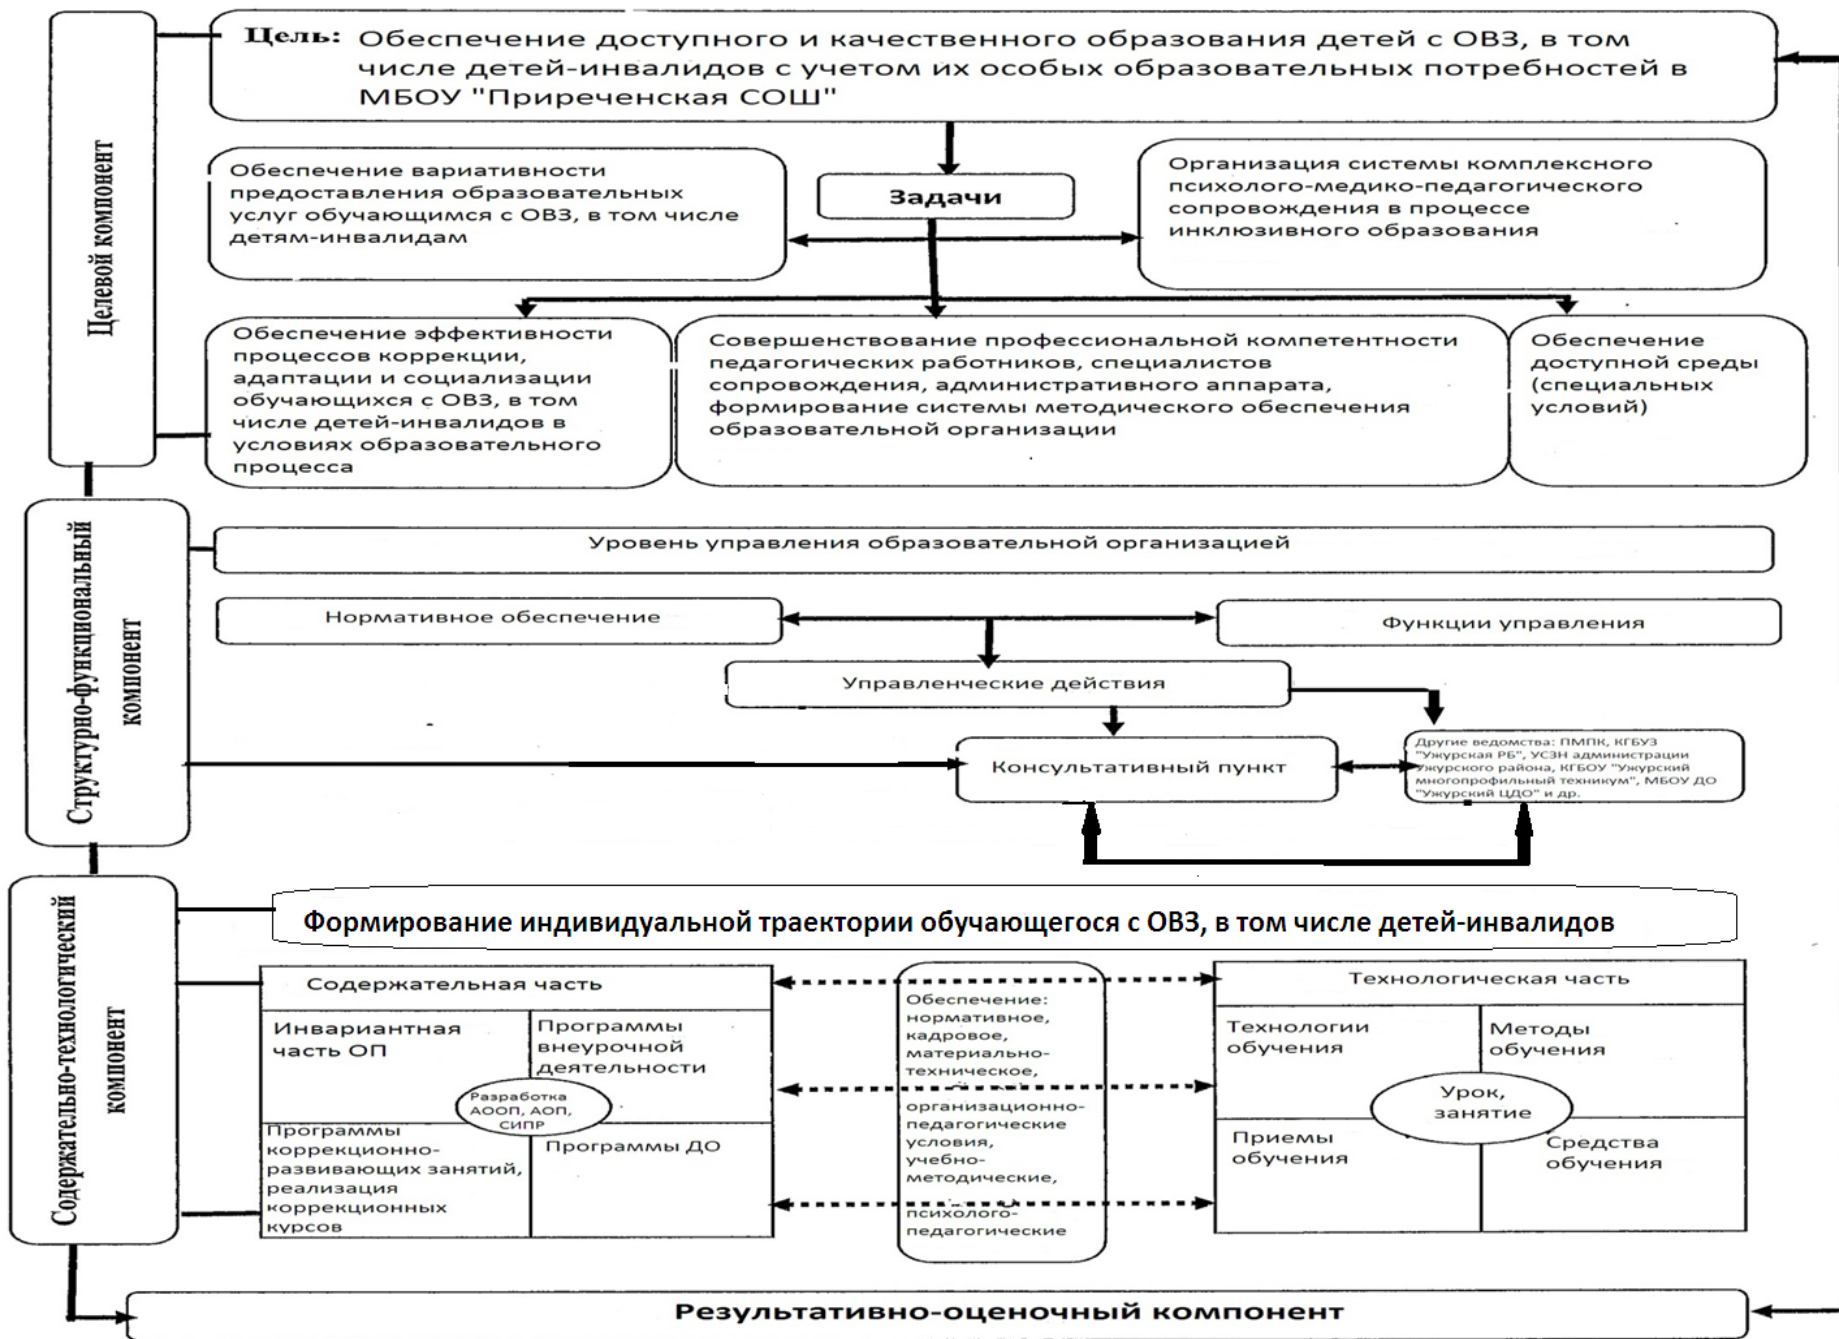 Цель: Обеспечение доступного и качественного образования детей с ОВЗ, в том
числе детей-инвалидов с учетом их особых образовательных потребностей в
МБОУ "Приреченская СОШ"
Целевой компонент
Обеспечение вариативности
предоставления образовательных
услуг обучающимся с ОВЗ, в том числе
детям-инвалидам
Задачи
Организация системы комплексного
психолого-медико-педагогического
сопровождения в процессе
инклюзивного образования
Обеспечение эффективности
процессов коррекции,
адаптации и социализации
обучающихся с ОВЗ, в том
числе детей-инвалидов в
условиях образовательного
процесса
Совершенствование профессиональной компетентности
педагогических работников, специалистов
сопровождения, административного аппарата,
формирование системы методического обеспечения
образовательной организации
Обеспечение
доступной среды
(специальных
условий)
Структурно-функциональный
компонент
Уровень управления образовательной организацией
Нормативное обеспечение
Функции управления
Управленческие действия
Консультативный пункт
Другие ведомства: ПМПК, КГБУЗ
"Ужурская РБ", УСЗН администрации
Ужурского района, КГБОУ "Ужурский
многопрофильный техникум", МБОУ ДО
"Ужурский ЦДО" и др.
Содержательно-технологический
компонент
Формирование индивидуальной траектории обучающегося с ОВЗ, в том числе детей-инвалидов
Содержательная часть
Инвариантная
часть ОП
Программы
внеурочной
деятельности
Разработка
АООП, АОП,
СИПР
Программы
коррекционно-
развивающих занятий,
реализация
коррекционных
курсов
Программы ДО
Обеспечение:
нормативное,
кадровое,
материально-
техническое,
организационно-
педагогические
условия,
учебно-
методические,
психолого-
педагогические
Технологическая часть
Технологии
обучения
Методы
обучения
Урок,
занятие
Приемы
обучения
Средства
обучения
Результативно-оценочный компонент